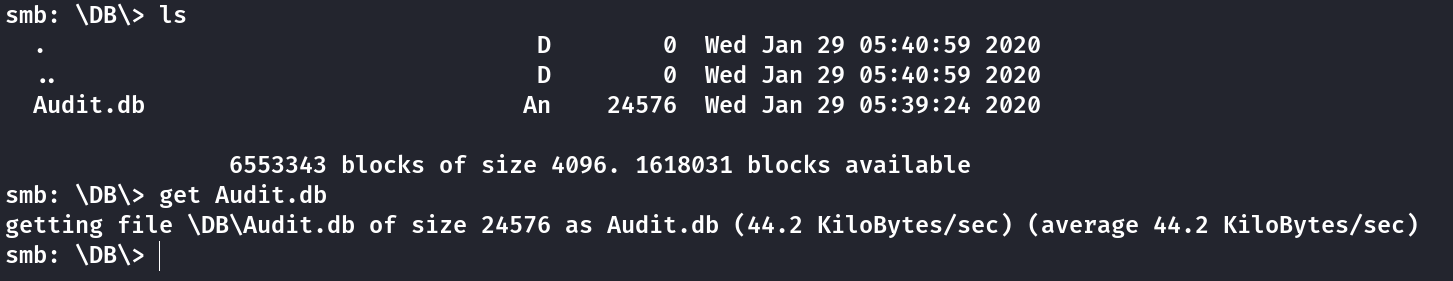 smb: \DB\> ls
  .                                   D        0  Wed Jan 29 05:40:59 2020
  ..                                  D        0  Wed Jan 29 05:40:59 2020
  Audit.db                           An    24576  Wed Jan 29 05:39:24 2020
                6553343 blocks of size 4096. 1618031 blocks available
smb: \DB\> get Audit.db
getting file \DB\Audit.db of size 24576 as Audit.db (44.2 KiloBytes/sec) (average 44.2 KiloBytes/sec)
smb: \DB\>